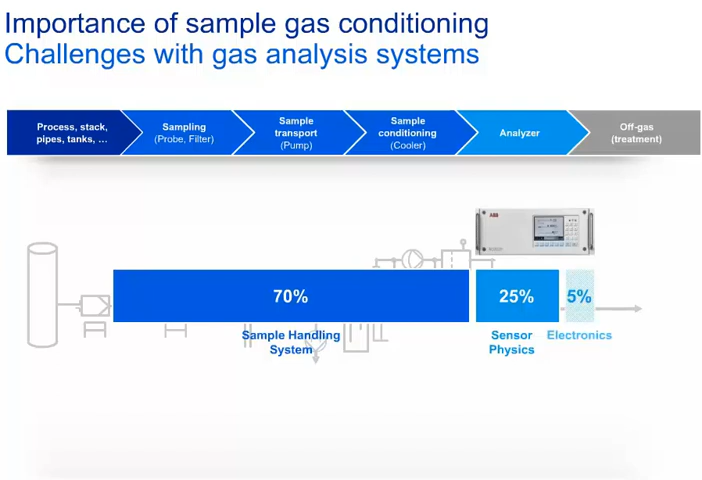 Importance of sample gas conditioning
Challenges with gas analysis systems
Process, stack,
pipes, tanks, ...
Sampling
(Probe, Filter)
Sample
transport
(Pump)
Sample
conditioning
(Cooler)
Analyzer
Off-gas
(treatment)
ABB
70%
25%
5%
Sample Handling
System
Sensor
Physics
Electronics